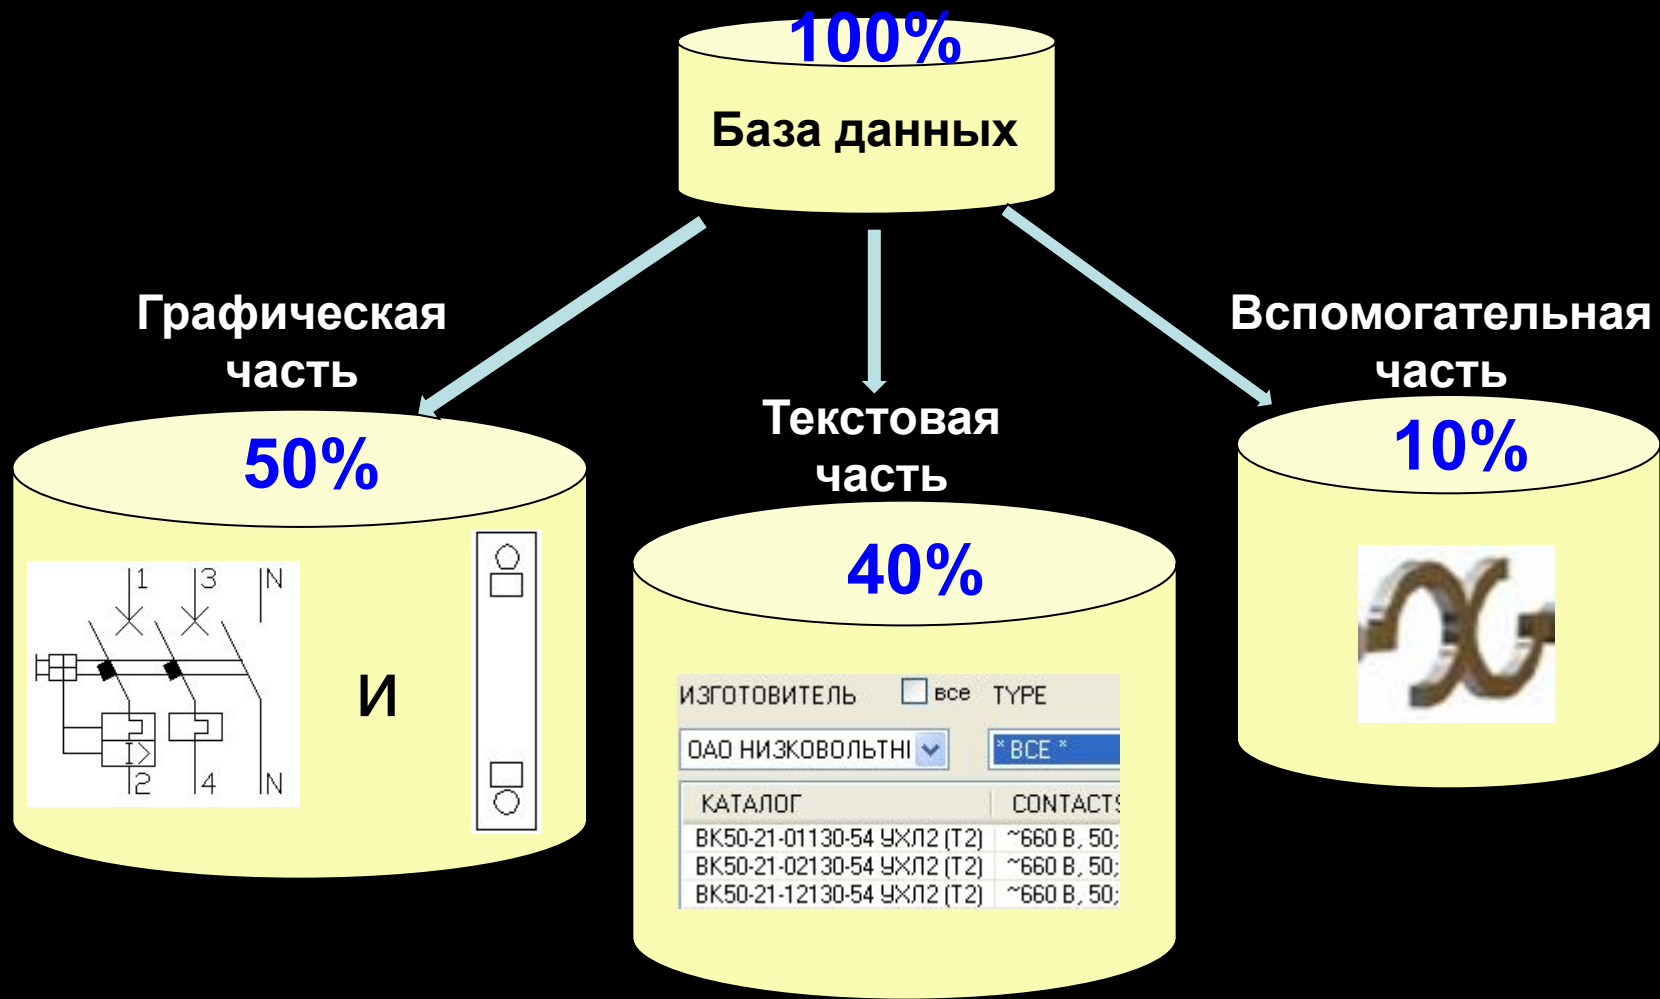 100%
База данных
Графическая
часть
50%
1 3 N
I>
2 4 N
и
Текстовая
часть
40%
ИЗГОТОВИТЕЛЬ все TYPE
ОАО НИЗКОВОЛЬТНІ * ВСЕ *
КАТАЛОГ CONTACTS
ВК50-21-01130-54 УХЛ2 (Т2) ~660 В, 50;
ВК50-21-02130-54 УХЛ2 (Т2) ~660 В, 50;
ВК50-21-12130-54 УХЛ2 (Т2) ~660 В, 50;
Вспомогательная
часть
10%